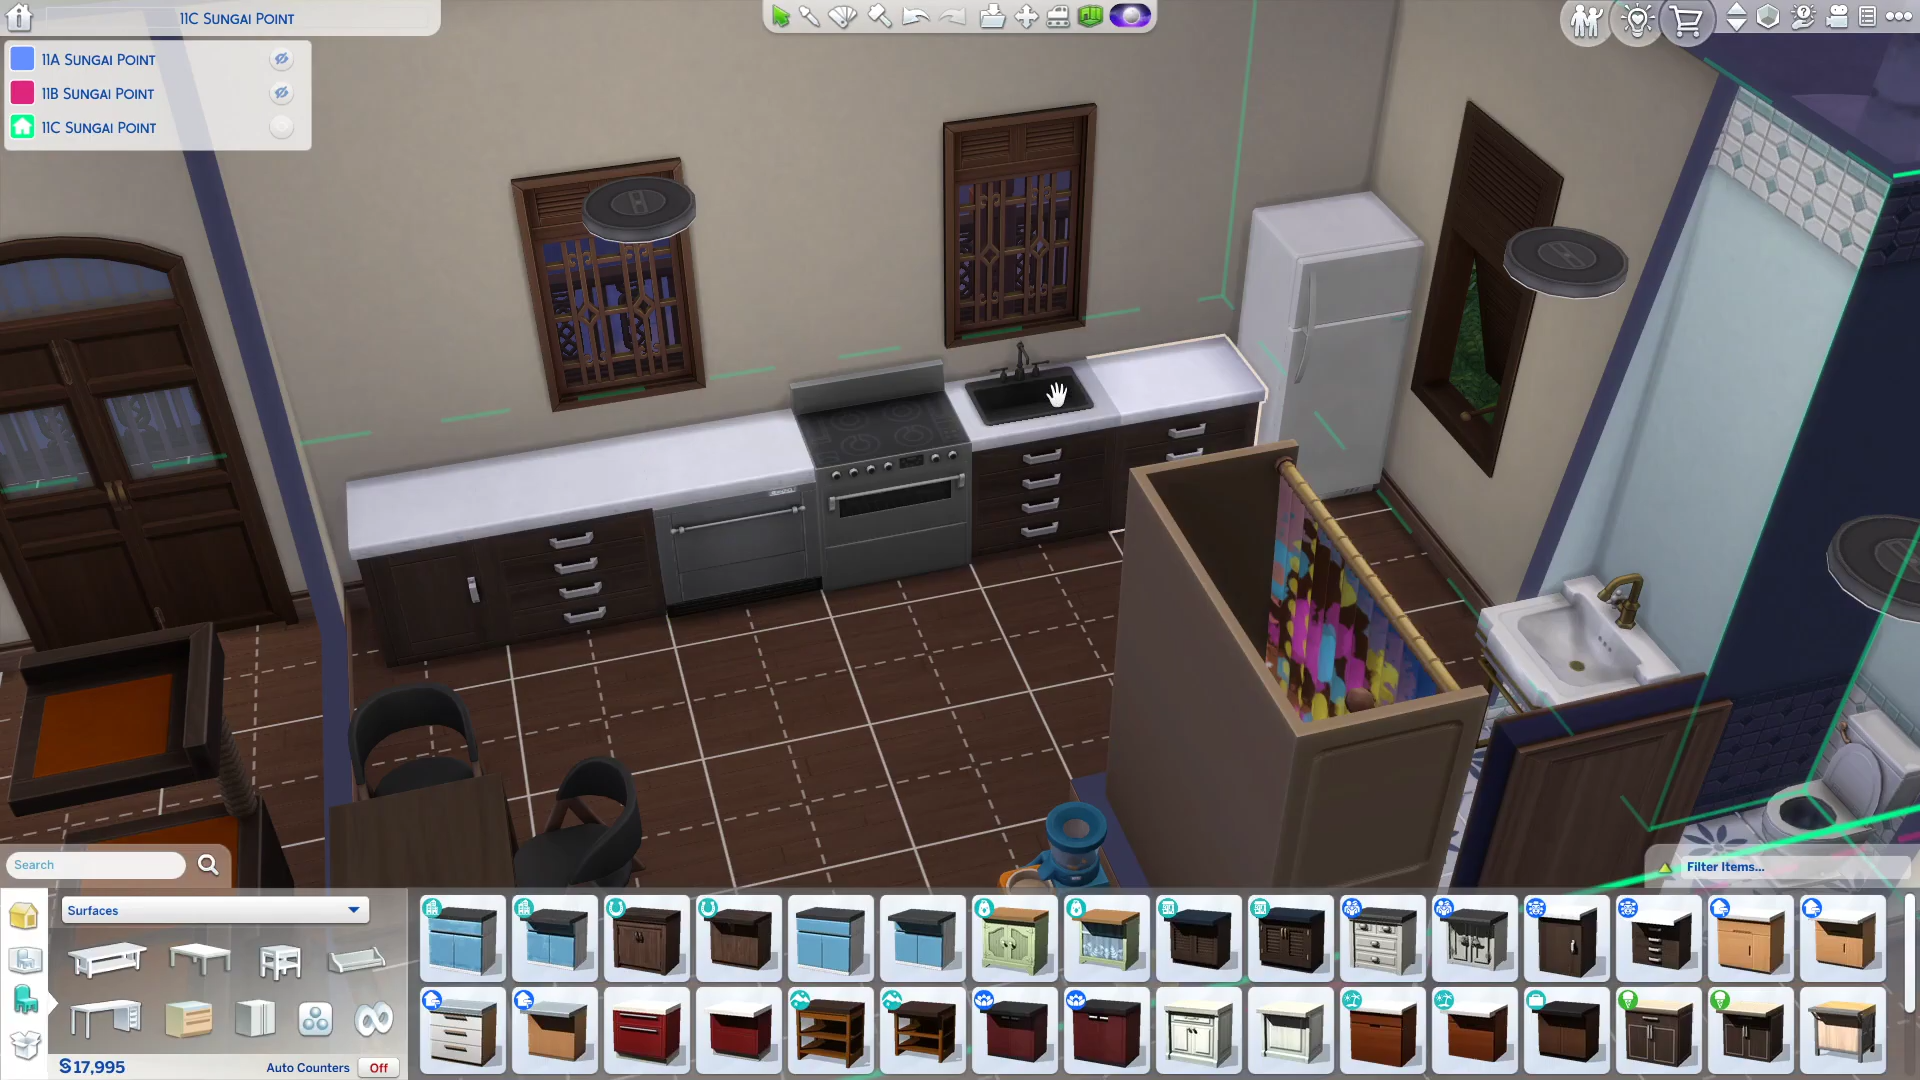 11C Sungai Point
11A Sungai Point
11B Sungai Point
11C Sungai Point
Search
Filter Items...
Surfaces
§17,995
Auto Counters
Off